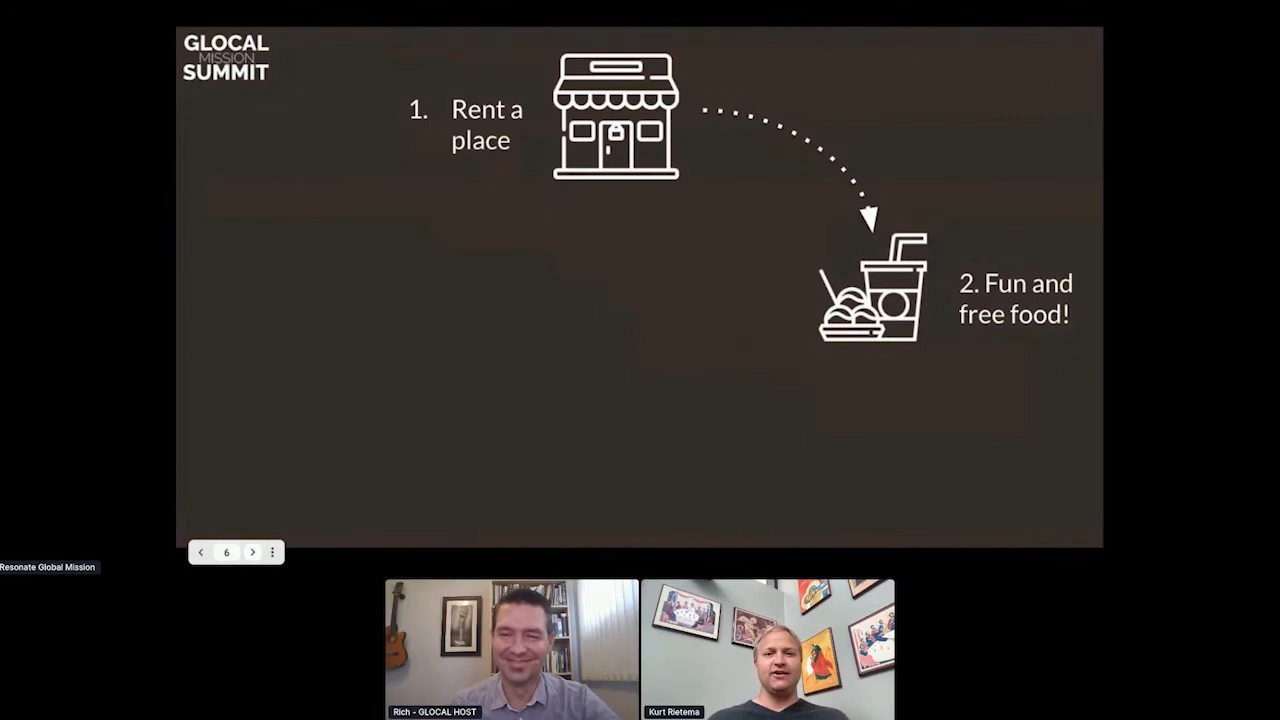 GLOCAL
MISSION
SUMMIT
1. Rent a
place
2. Fun and
free food!
6
Resonate Global Mission
Rich - GLOCAL HOST
Kurt Rietema